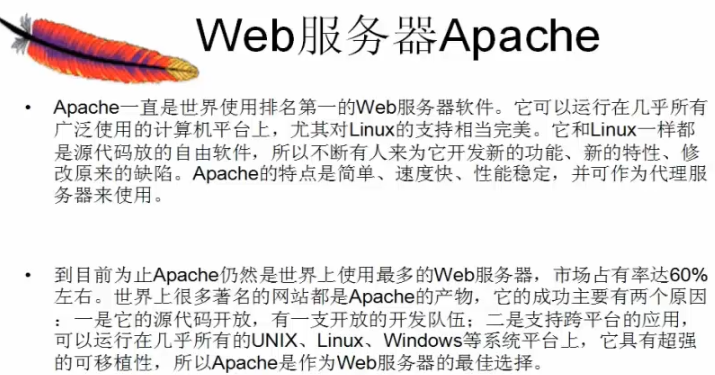 Web服务器Apache
• Apache一直是世界使用排名第一的Web服务器软件。它可以运行在几乎所有
广泛使用的计算机平台上，尤其对Linux的支持相当完美。它和Linux一样都
是源代码放的自由软件，所以不断有人来为它开发新的功能、新的特性、修
改原来的缺陷。Apache的特点是简单、速度快、性能稳定，并可作为代理服
务器来使用。
• 到目前为止Apache仍然是世界上使用最多的Web服务器，市场占有率达60%
左右。世界上很多著名的网站都是Apache的产物，它的成功主要有两个原因
：一是它的源代码开放，有一支开放的开发队伍；二是支持跨平台的应用，
可以运行在几乎所有的UNIX、Linux、Windows等系统平台上，它具有超强
的可移植性，所以Apache是作为Web服务器的最佳选择。